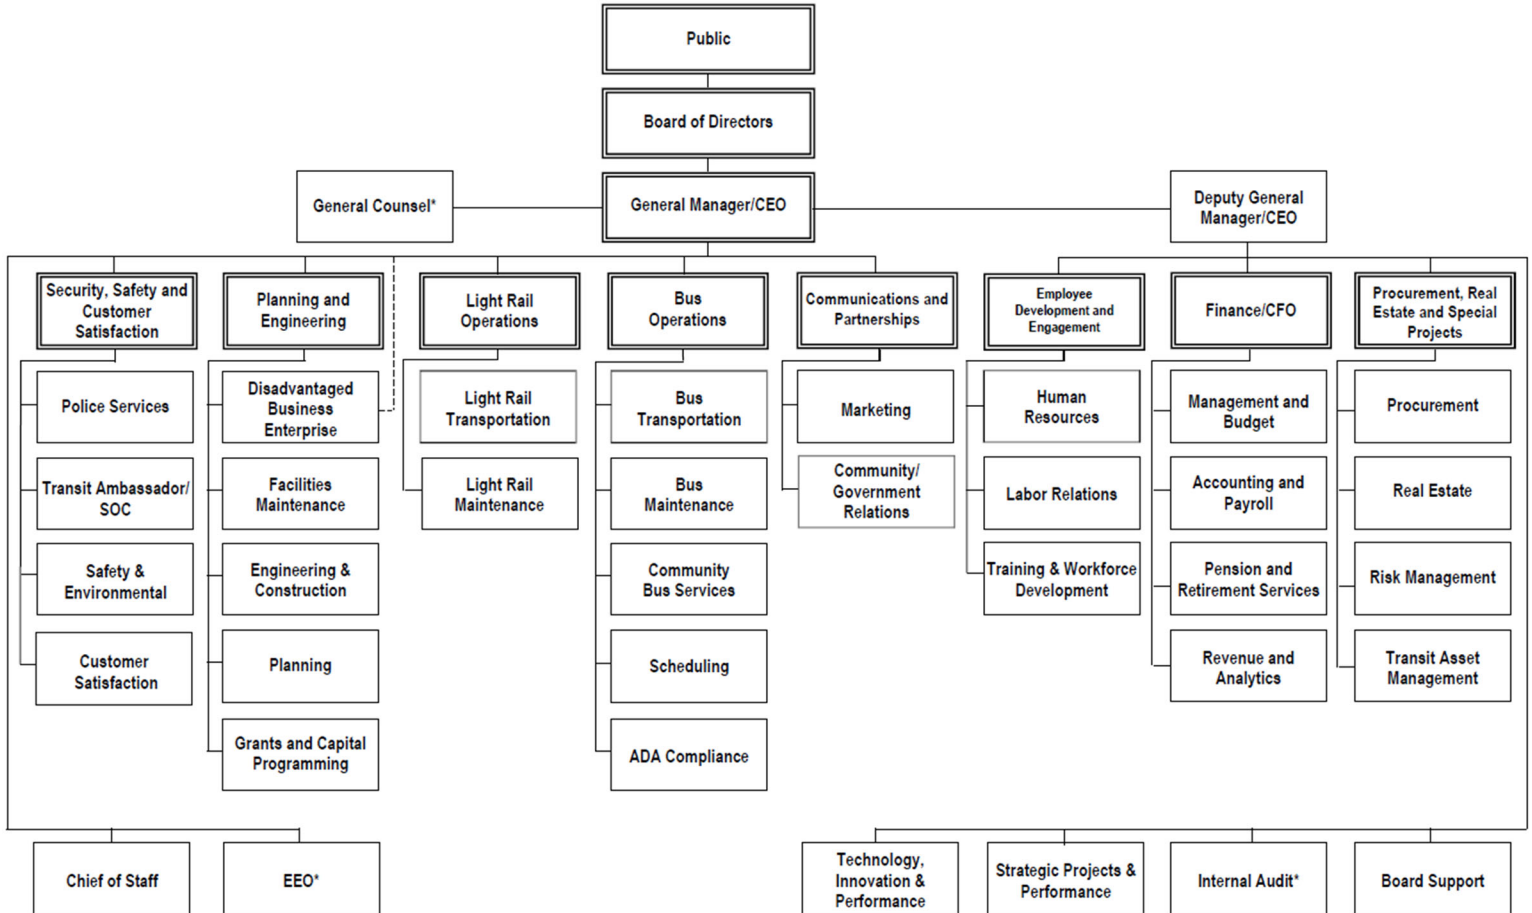 Public
Board of Directors
General Counsel*
General Manager/CEO
Deputy General
Manager/CEO
Security, Safety and
Customer
Satisfaction
Planning and
Engineering
Light Rail
Operations
Bus
Operations
Communications and
Partnerships
Employee
Development and
Engagement
Finance/CFO
Procurement, Real
Estate and Special
Projects
Police Services
Transit Ambassador/
SOC
Safety &
Environmental
Customer
Satisfaction
Disadvantaged
Business
Enterprise
Facilities
Maintenance
Engineering &
Construction
Planning
Grants and Capital
Programming
Light Rail
Transportation
Light Rail
Maintenance
Bus
Transportation
Bus
Maintenance
Community
Bus Services
Scheduling
ADA Compliance
Marketing
Community/
Government
Relations
Human
Resources
Labor Relations
Training & Workforce
Development
Management and
Budget
Accounting and
Payroll
Pension and
Retirement Services
Revenue and
Analytics
Procurement
Real Estate
Risk Management
Transit Asset
Management
Chief of Staff
EEO*
Technology,
Innovation &
Performance
Strategic Projects &
Performance
Internal Audit*
Board Support